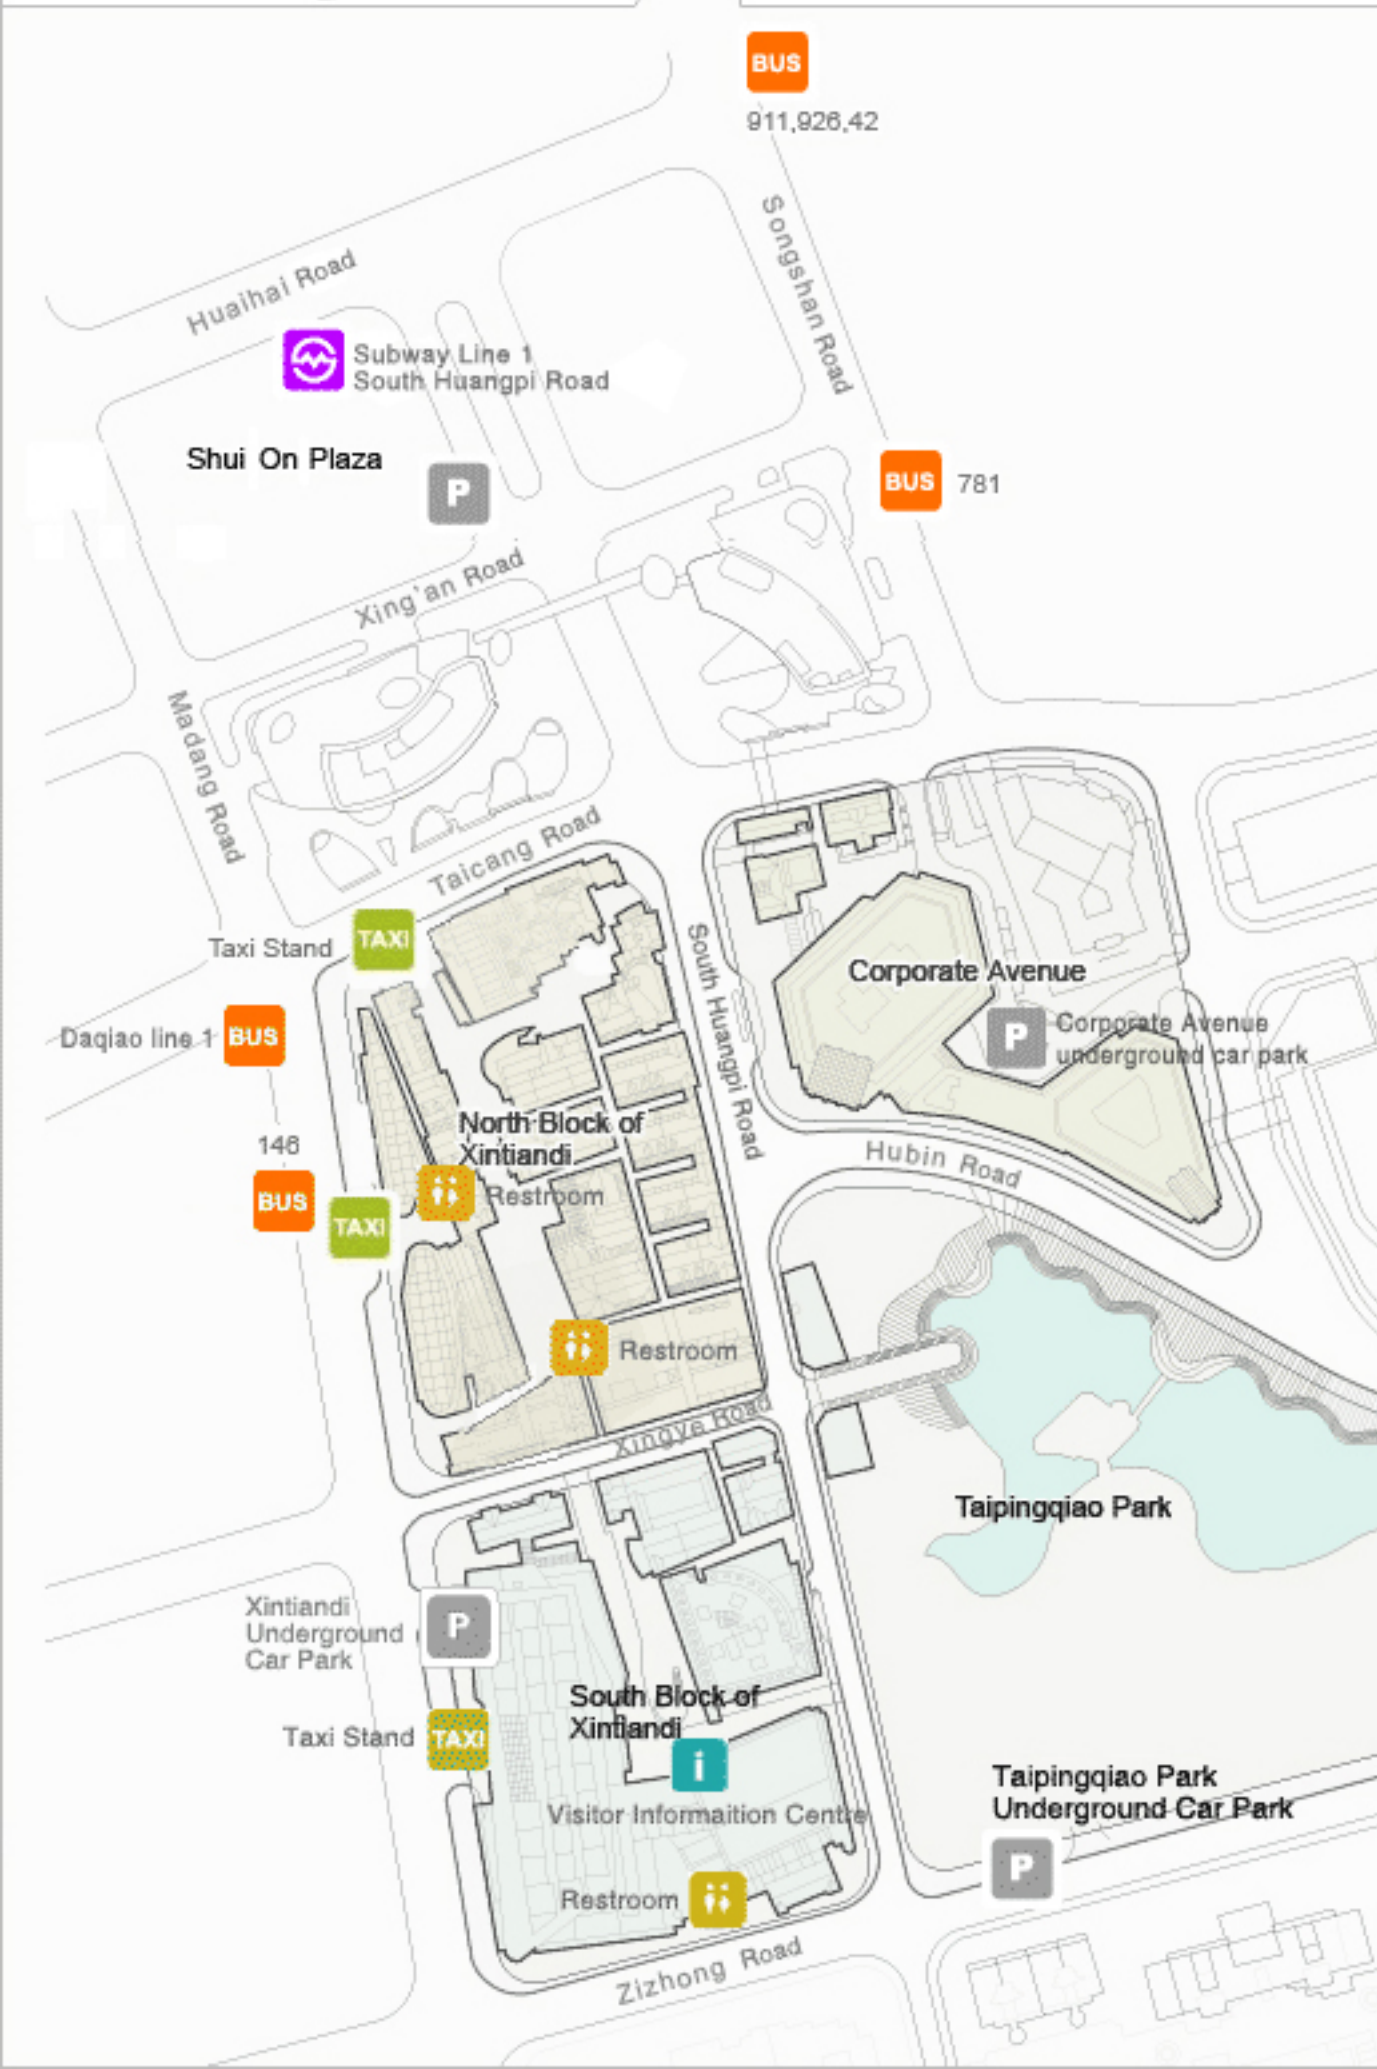 BUS
911,926,42
Songshan Road
Huaihai Road
Subway Line 1
South Huangpi Road
Shui On Plaza
P
BUS
781
Xing'an Road
Madang Road
Taicang Road
Taxi Stand
TAXI
South Huangpi Road
Corporate Avenue
Daqiao line 1
BUS
P
Corporate Avenue
underground car park
146
BUS
TAXI
North Block of
Xintiandi
Restroom
Hubin Road
Restroom
Xingye Road
Taipingqiao Park
Xintiandi
Underground
Car Park
P
South Block of
Xintiandi
Taxi Stand
TAXI
i
Visitor Informaition Centre
Taipingqiao Park
Underground Car Park
P
Restroom
Zizhong Road